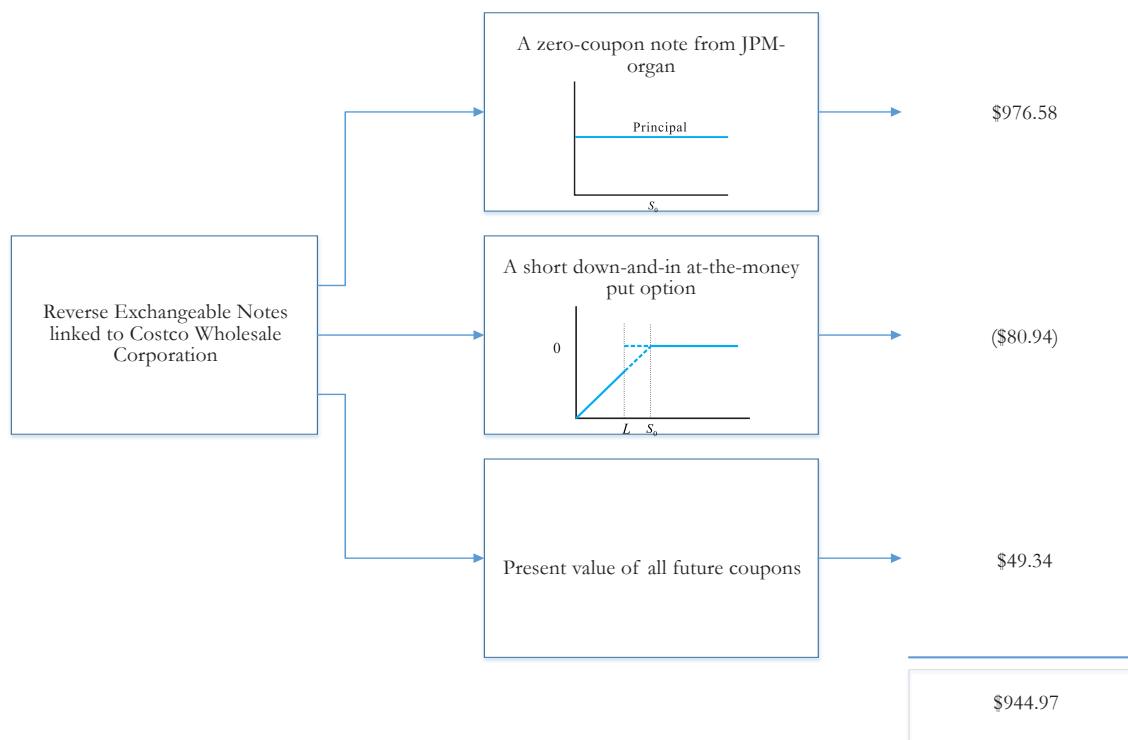 A zero-coupon note from JPM-
organ
Principal
S₀
$976.58
Reverse Exchangeable Notes
linked to Costco Wholesale
Corporation
A short down-and-in at-the-money
put option
0
L
S₀
($80.94)
Present value of all future coupons
$49.34
$944.97